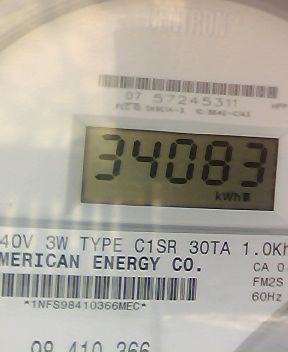 07 57245311
34083
kWh
40V 3W TYPE C1SR 30TA 1.0Kh
MERICAN ENERGY CO.
CA 0
FM2S
60Hz
*1NFS98410366MEC*
98 410 366